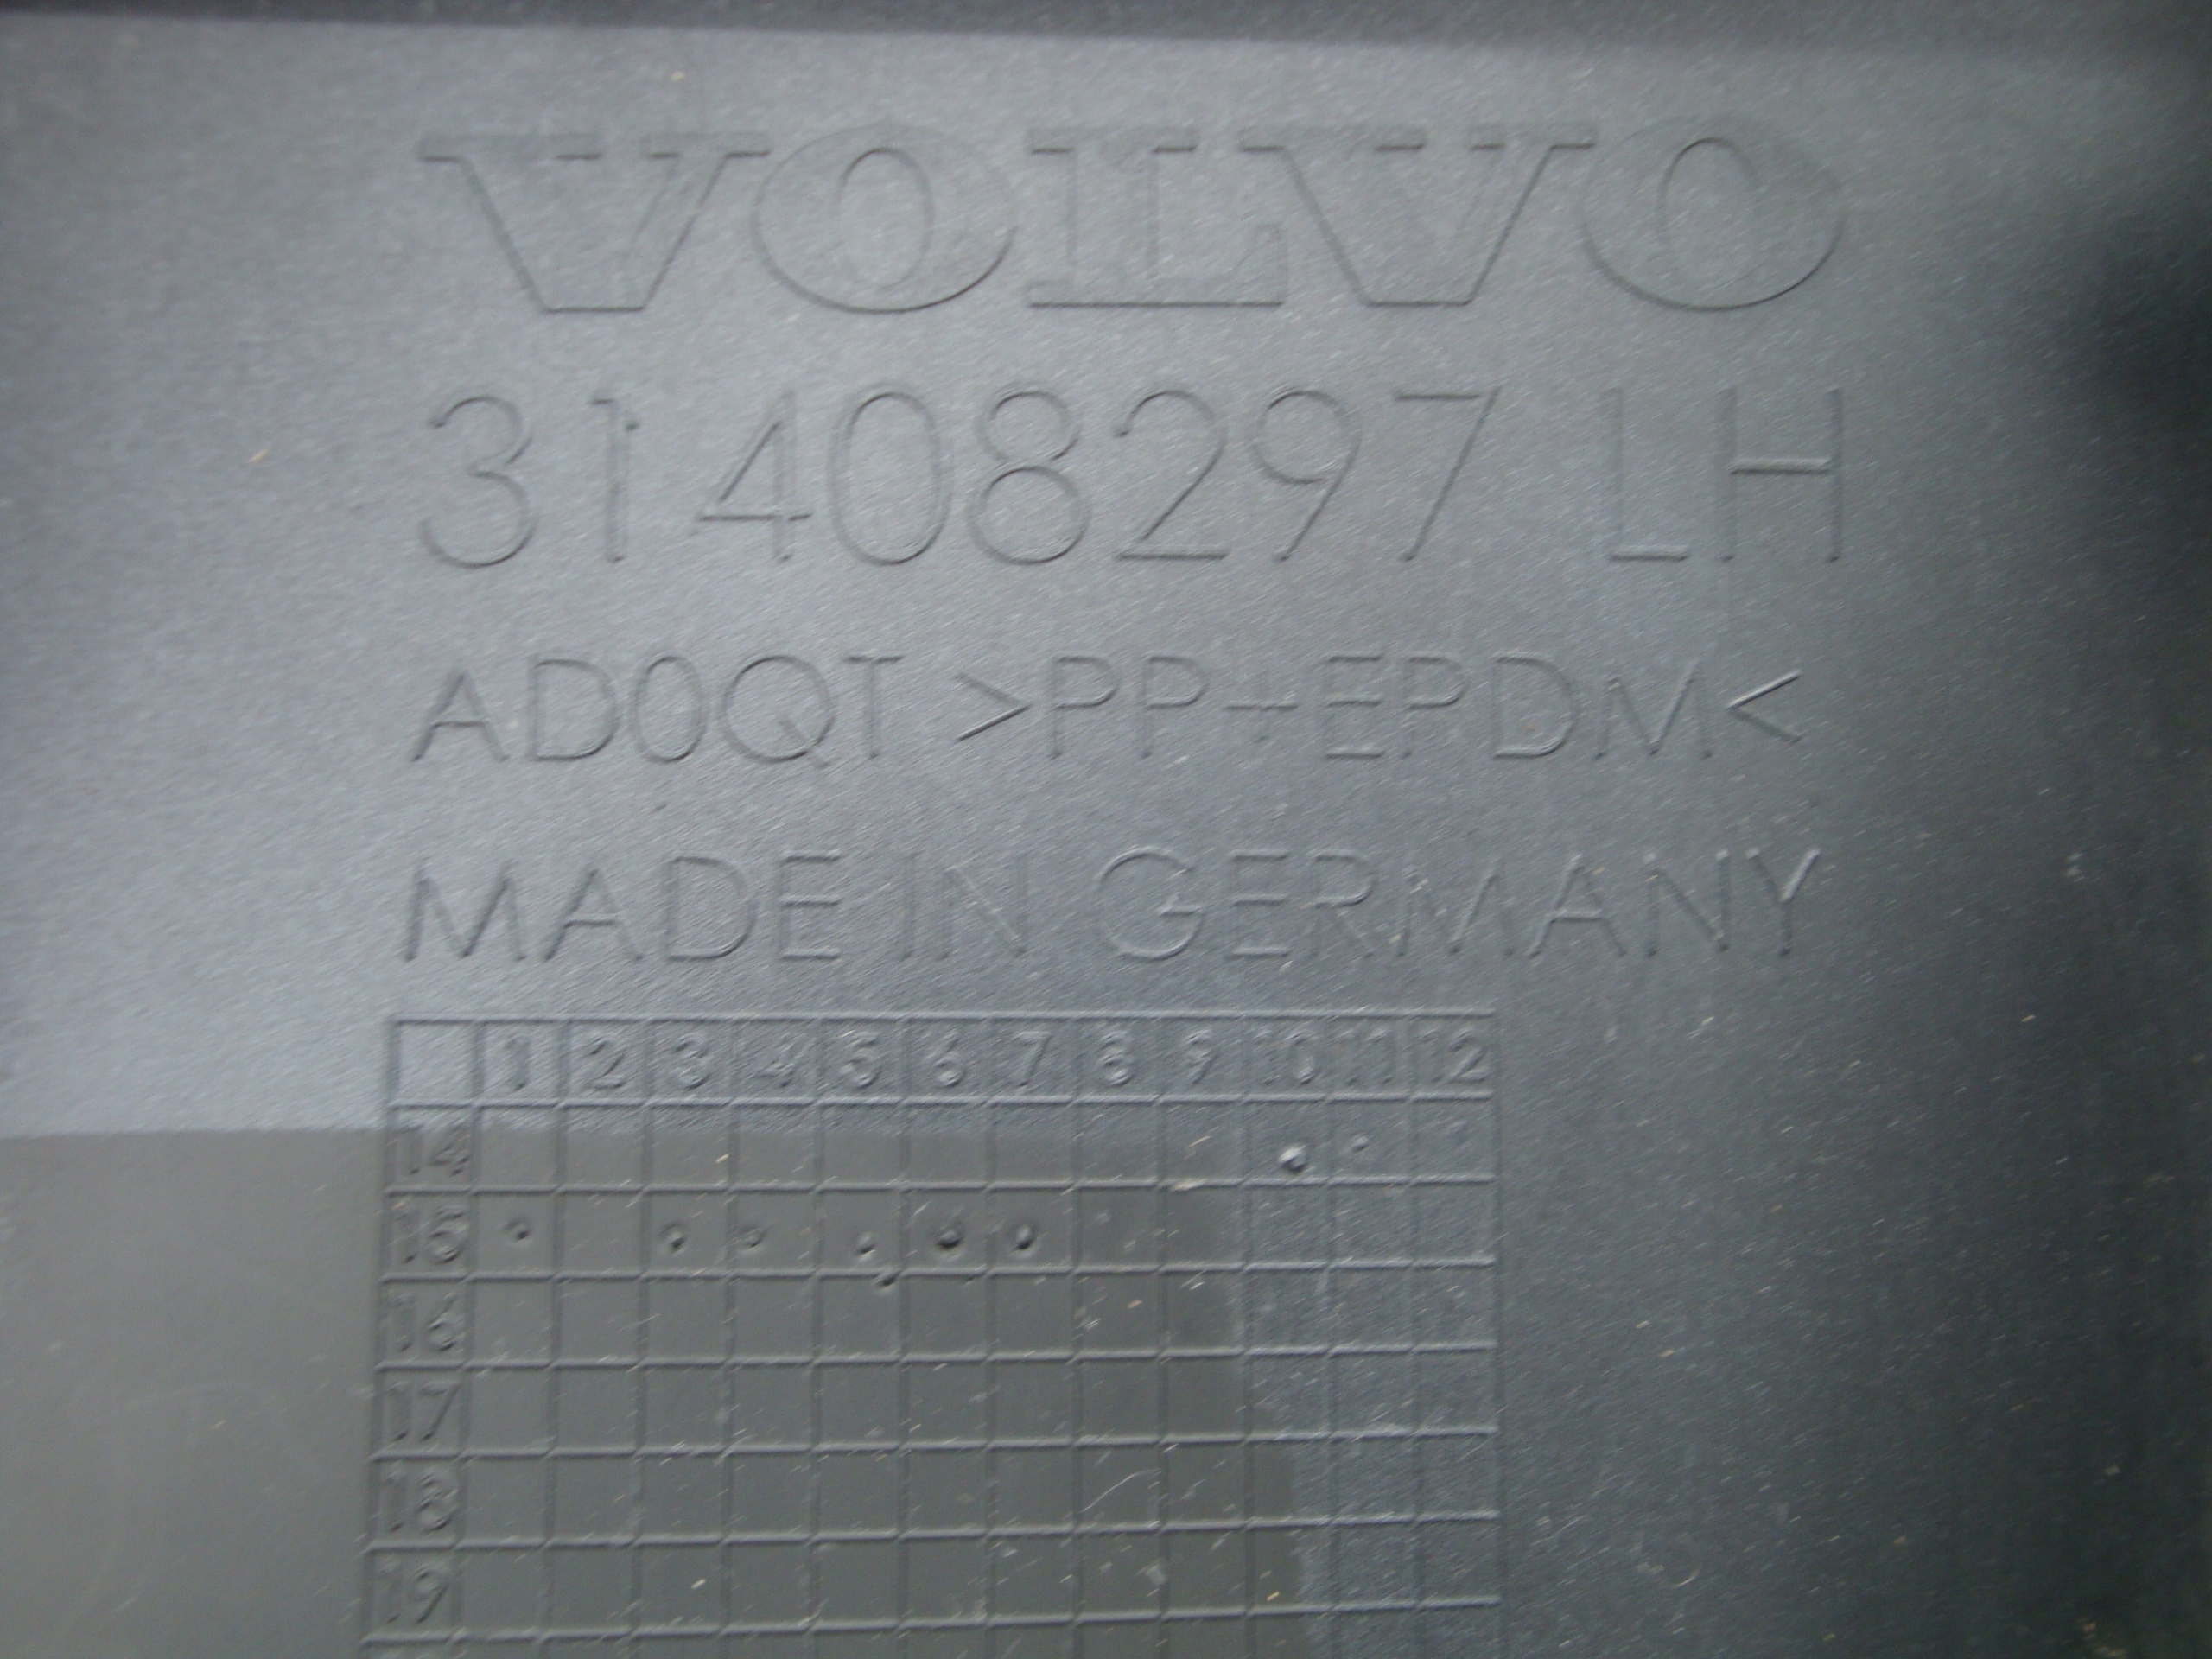 VOLVO
31408297 LH
AD0QT >PP+EPDM<
MADE IN GERMANY
1 2 3 4 5 6 7 8 9 10 11 12
14
15
16
17
18
19